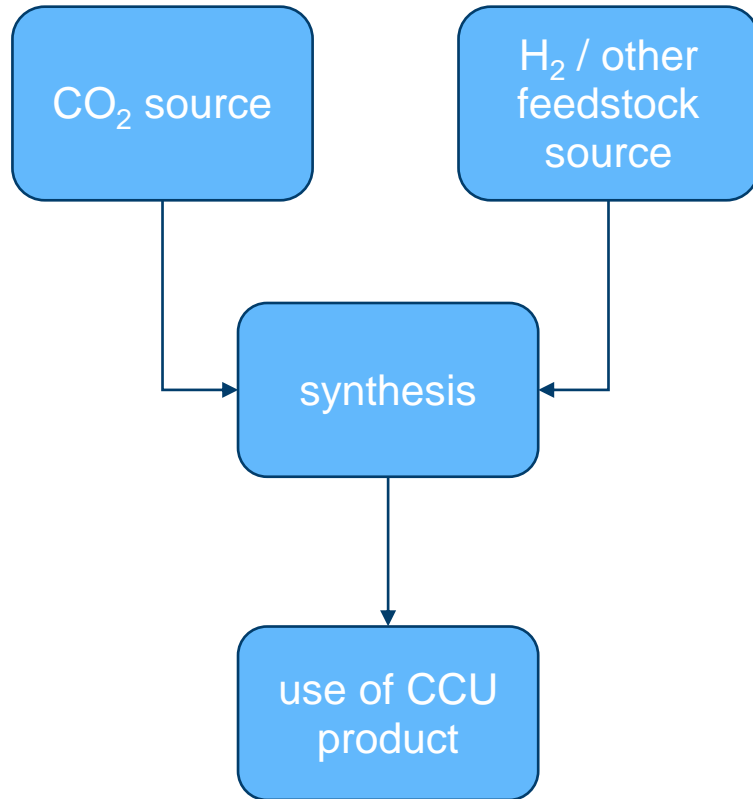 CO₂ source
H₂ / other
feedstock
source
synthesis
use of CCU
product